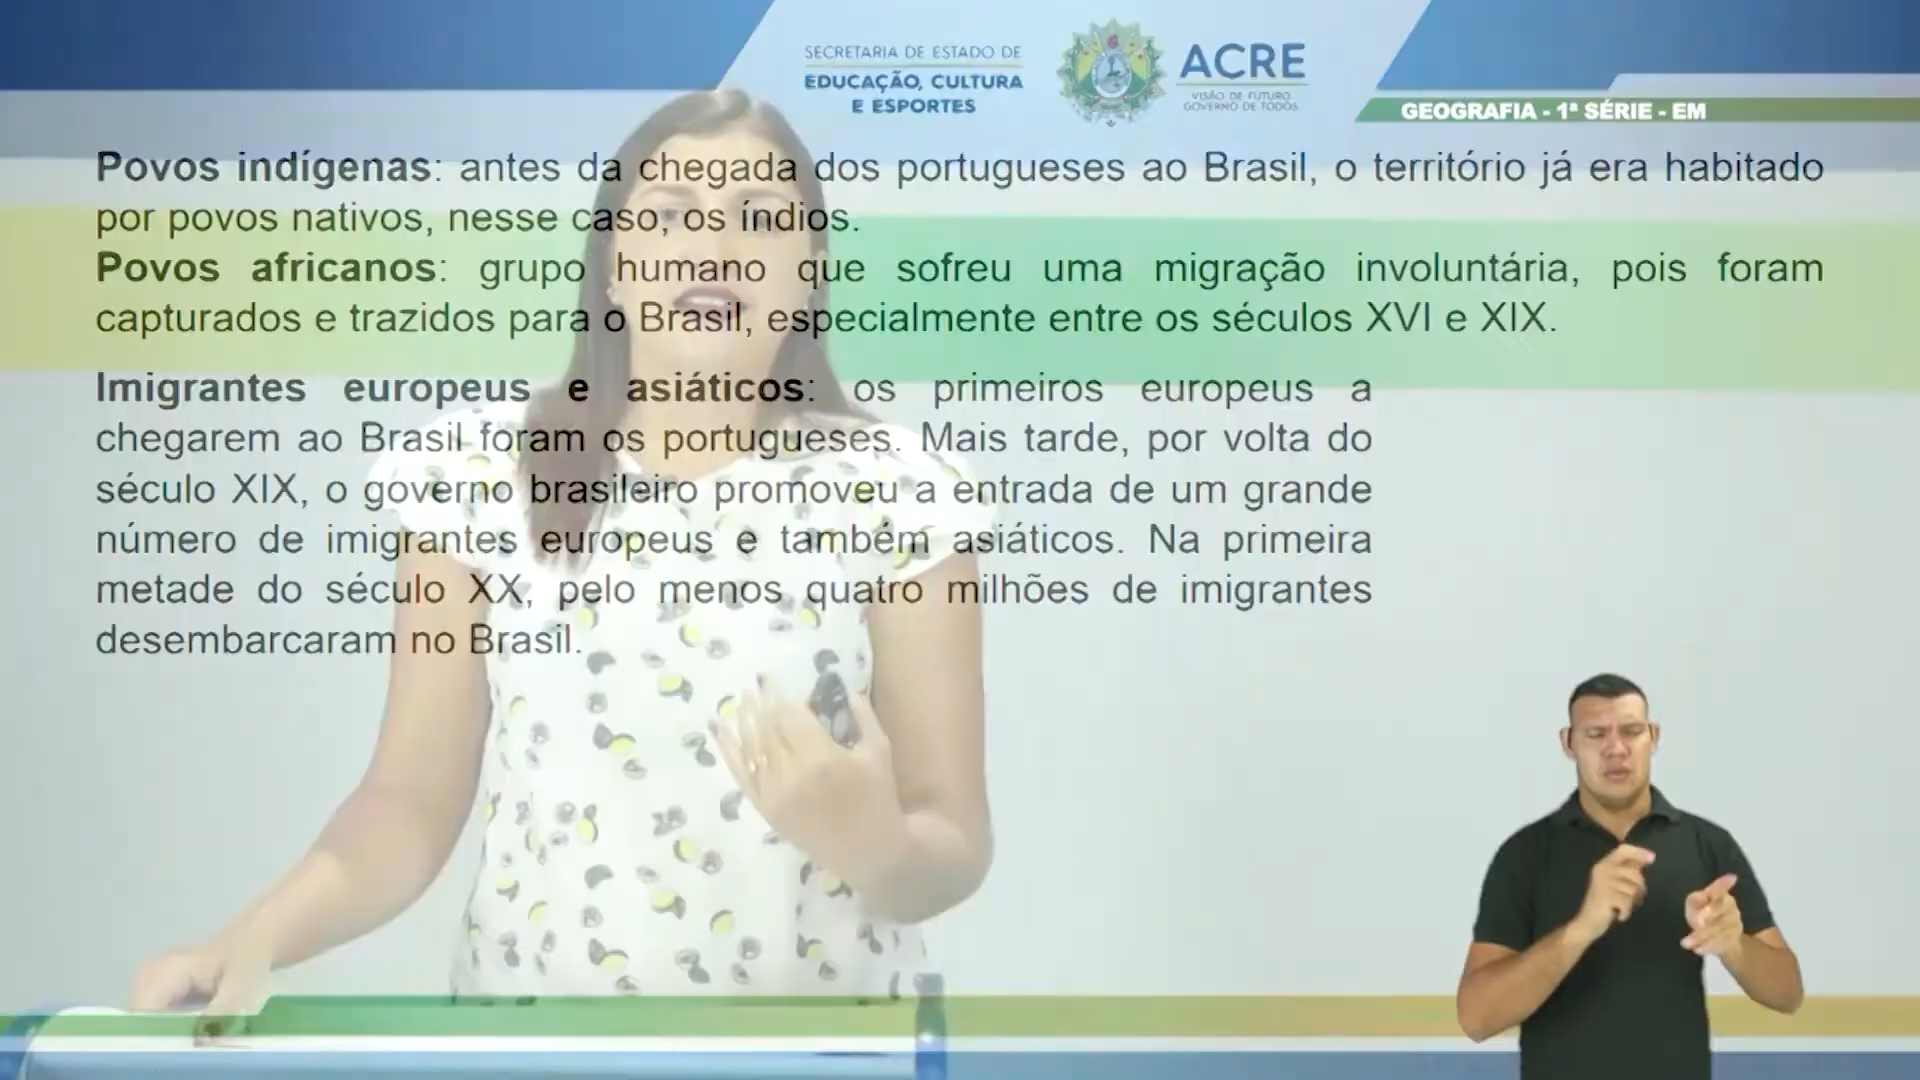 SECRETARIA DE ESTADO DE
EDUCAÇÃO, CULTURA
E ESPORTES
ACRE
VISÃO DE FUTURO
GOVERNO DE TODOS
GEOGRAFIA - 1ª SÉRIE - EM
Povos indígenas: antes da chegada dos portugueses ao Brasil, o território já era habitado
por povos nativos, nesse caso, os índios.
Povos africanos: grupo humano que sofreu uma migração involuntária, pois foram
capturados e trazidos para o Brasil, especialmente entre os séculos XVI e XIX.
Imigrantes europeus e asiáticos: os primeiros europeus a
chegarem ao Brasil foram os portugueses. Mais tarde, por volta do
século XIX, o governo brasileiro promoveu a entrada de um grande
número de imigrantes europeus e também asiáticos. Na primeira
metade do século XX, pelo menos quatro milhões de imigrantes
desembarcaram no Brasil.